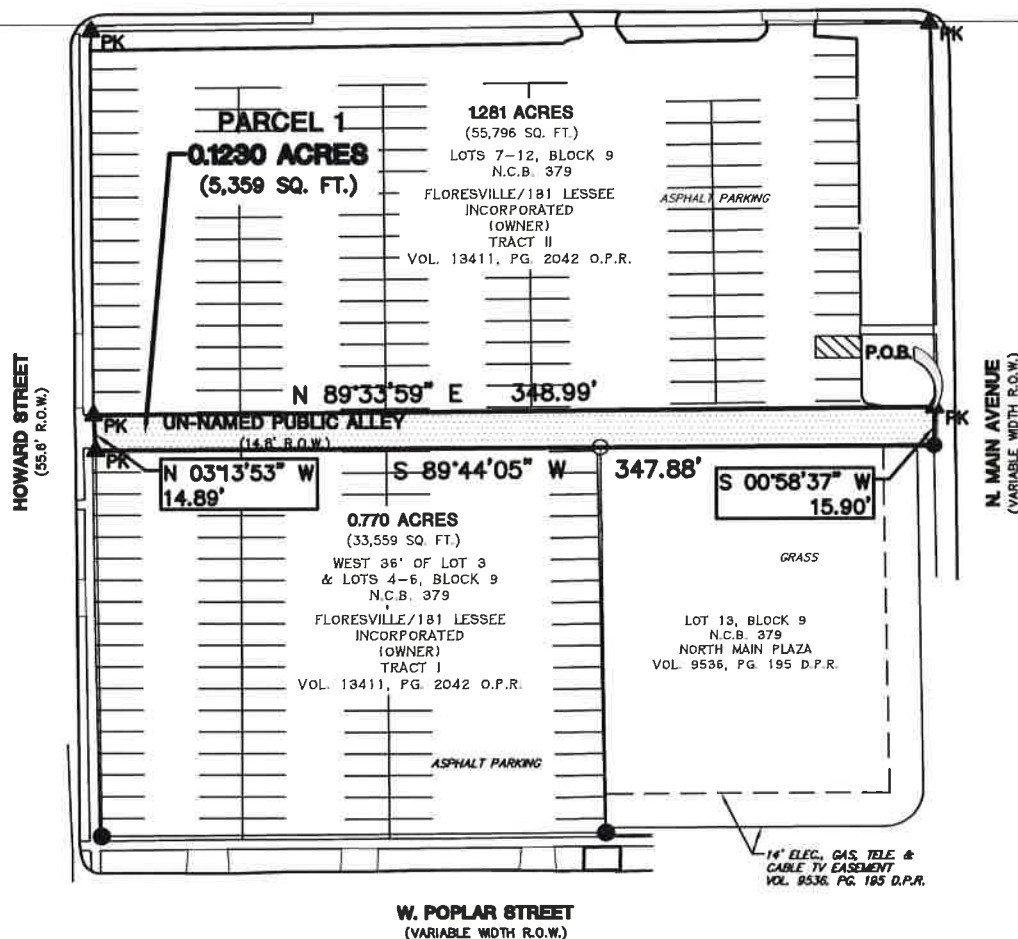 PK
PK
PARCEL 1
0.1230 ACRES
(5,359 SQ. FT.)
1.281 ACRES
(55,796 SQ. FT.)
LOTS 7-12, BLOCK 9
N.C.B. 379
FLORESVILLE/181 LESSEE
INCORPORATED
(OWNER)
TRACT II
VOL. 13411, PG. 2042 O.P.R.
ASPHALT PARKING
HOWARD STREET
(55.8' R.O.W.)
P.O.B.
N. MAIN AVENUE
(VARIABLE WIDTH R.O.W.)
N 89°33'59" E 348.99'
PK
UN-NAMED PUBLIC ALLEY
(14.8' R.O.W.)
PK
PK
N 03°13'53" W
14.89'
S 89°44'05" W 347.88'
S 00°58'37" W
15.90'
0.770 ACRES
(33,559 SQ. FT.)
WEST 36' OF LOT 3
& LOTS 4-6, BLOCK 9
N.C.B. 379
FLORESVILLE/181 LESSEE
INCORPORATED
(OWNER)
TRACT I
VOL. 13411, PG. 2042 O.P.R.
ASPHALT PARKING
GRASS
LOT 13, BLOCK 9
N.C.B. 379
NORTH MAIN PLAZA
VOL. 9536, PG. 195 D.P.R.
14' ELEC., GAS, TELE. &
CABLE TV EASEMENT
VOL. 9536, PG. 195 D.P.R.
W. POPLAR STREET
(VARIABLE WIDTH R.O.W.)